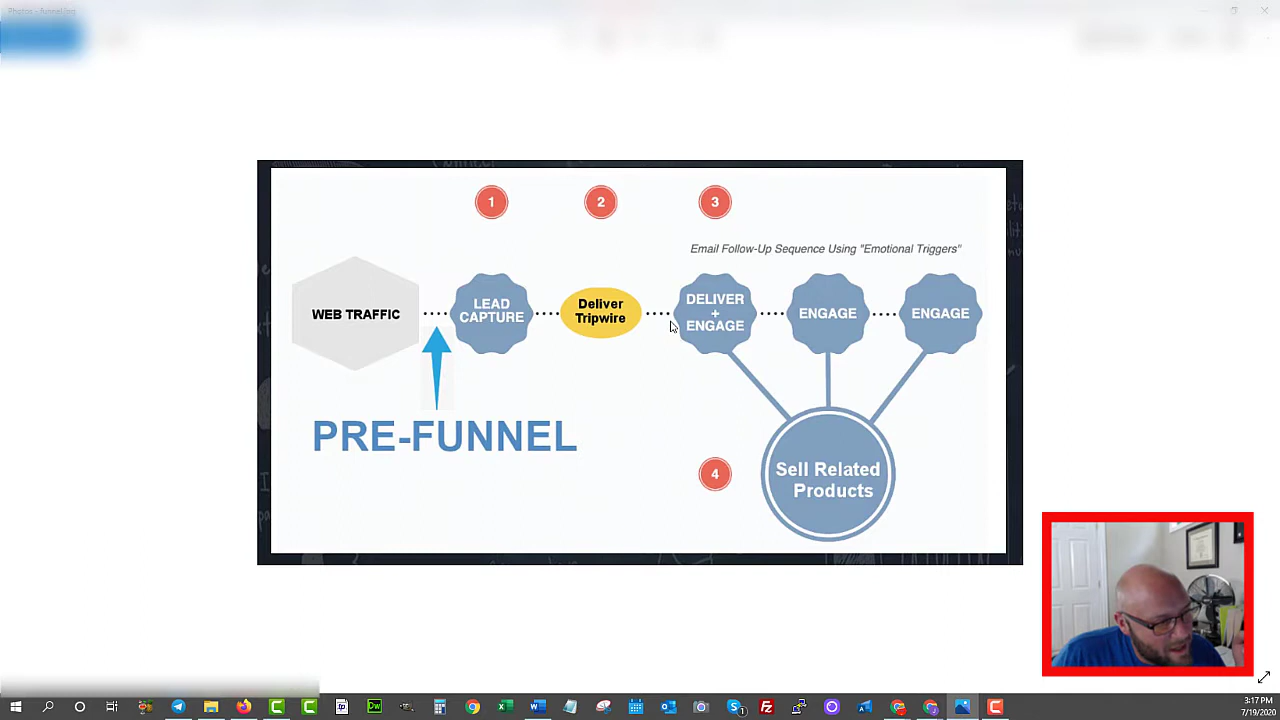 1
2
3
Email Follow-Up Sequence Using "Emotional Triggers"
WEB TRAFFIC
LEAD
CAPTURE
Deliver
Tripwire
DELIVER
+
ENGAGE
ENGAGE
ENGAGE
PRE-FUNNEL
4
Sell Related
Products
3:17 PM
7/19/2020